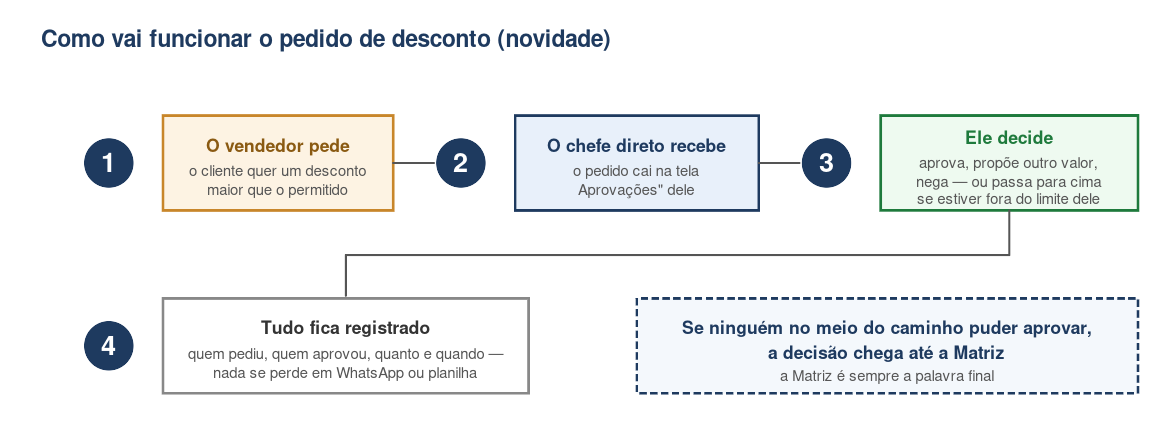 Como vai funcionar o pedido de desconto (novidade)
1
O vendedor pede
o cliente quer um desconto
maior que o permitido
2
O chefe direto recebe
o pedido cai na tela
Aprovações" dele
3
Ele decide
aprova, propõe outro valor,
nega — ou passa para cima
se estiver fora do limite dele
4
Tudo fica registrado
quem pediu, quem aprovou, quanto e quando —
nada se perde em WhatsApp ou planilha
Se ninguém no meio do caminho puder aprovar,
a decisão chega até a Matriz
a Matriz é sempre a palavra final